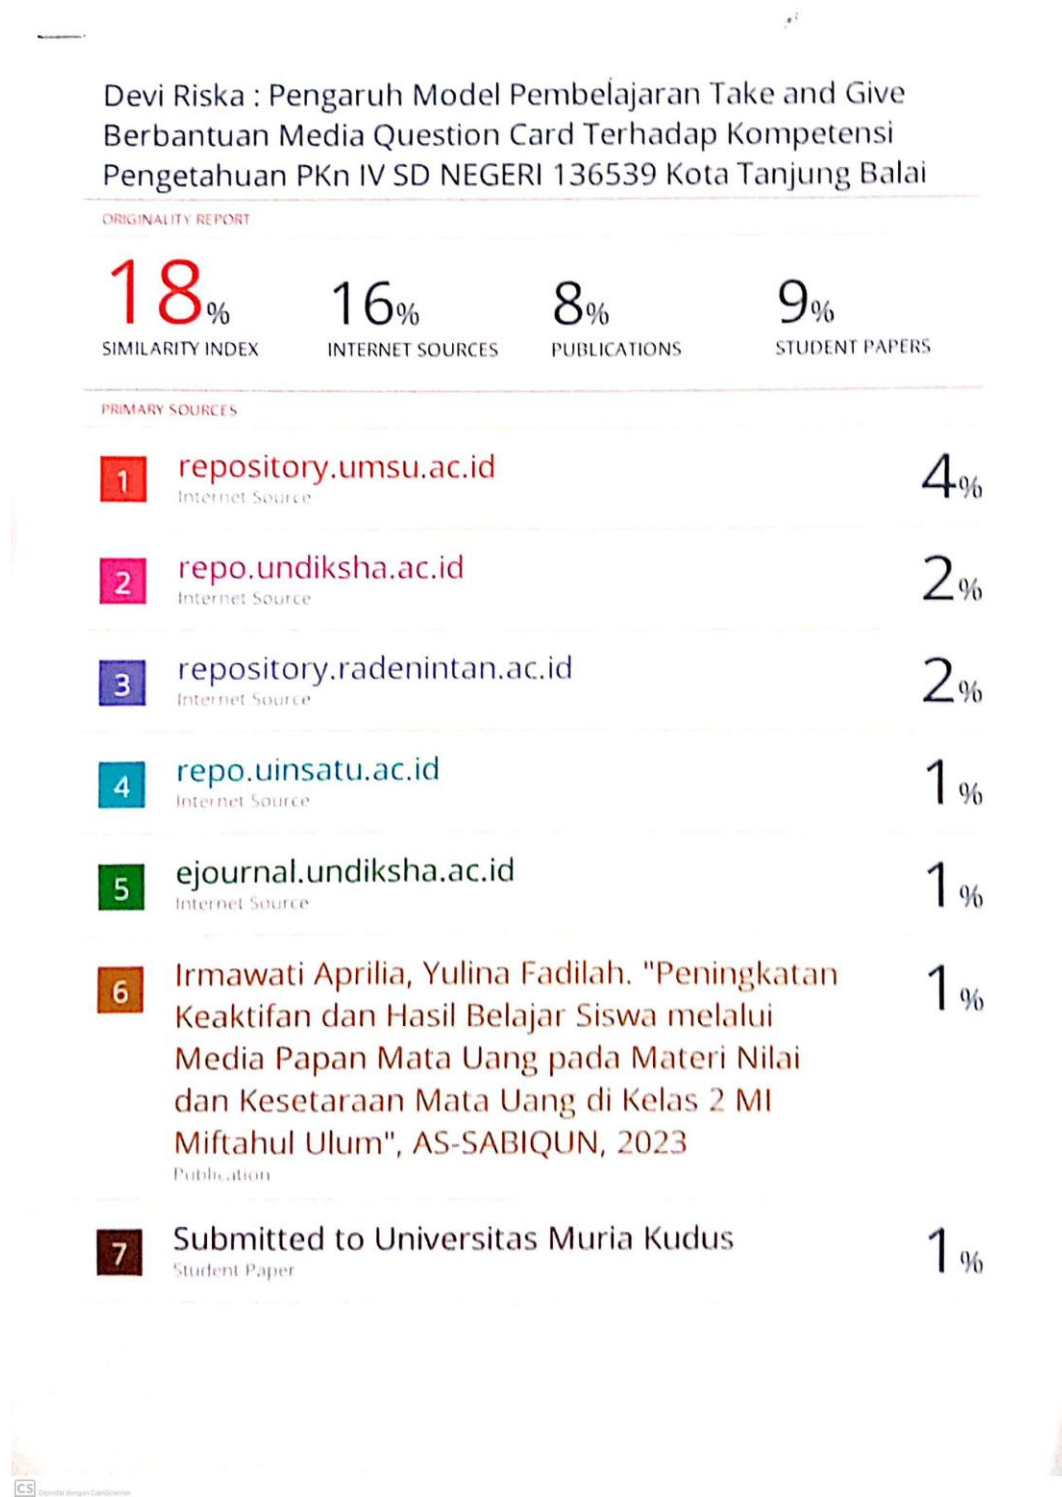 Devi Riska : Pengaruh Model Pembelajaran Take and Give
Berbantuan Media Question Card Terhadap Kompetensi
Pengetahuan PKn IV SD NEGERI 136539 Kota Tanjung Balai
ORIGINALITY REPORT
18%
16%
8%
9%
SIMILARITY INDEX
INTERNET SOURCES
PUBLICATIONS
STUDENT PAPERS
PRIMARY SOURCES
1 repository.umsu.ac.id 4%
Internet Source
2 repo.undiksha.ac.id 2%
Internet Source
3 repository.radenintan.ac.id 2%
Internet Source
4 repo.uinsatu.ac.id 1%
Internet Source
5 ejournal.undiksha.ac.id 1%
Internet Source
6 Irmawati Aprilia, Yulina Fadilah. "Peningkatan 1%
Keaktifan dan Hasil Belajar Siswa melalui
Media Papan Mata Uang pada Materi Nilai
dan Kesetaraan Mata Uang di Kelas 2 MI
Miftahul Ulum", AS-SABIQUN, 2023
Publication
7 Submitted to Universitas Muria Kudus 1%
Student Paper
CS Dipindai dengan CamScanner